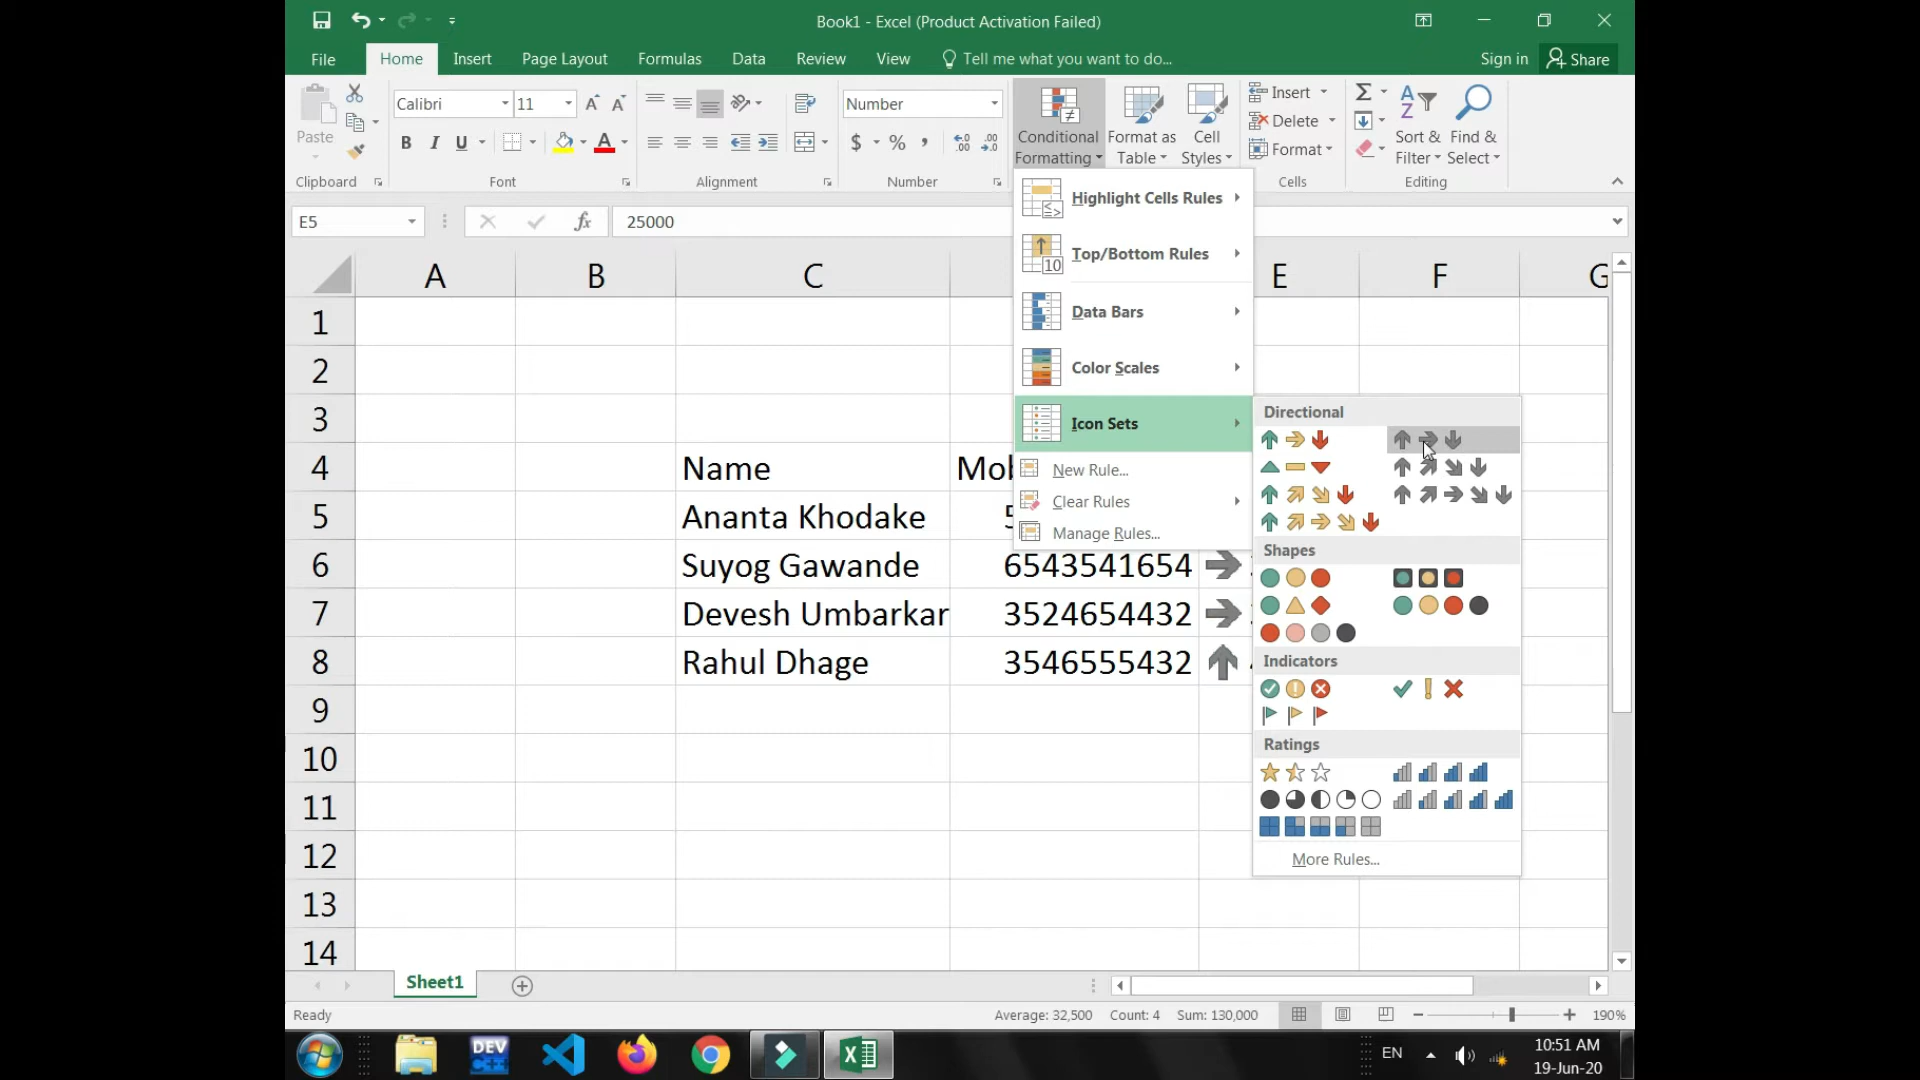 Book1 - Excel (Product Activation Failed)
File Home Insert Page Layout Formulas Data Review View Tell me what you want to do... Sign in Share
Paste
Clipboard
Calibri 11
B I U A
Font
Alignment
Number
$ % ,
Number
Conditional Formatting
Format as Table
Cell Styles
Insert
Delete
Format
Cells
Sort & Filter
Find & Select
Editing
E5 fx 25000
Highlight Cells Rules
Top/Bottom Rules
Data Bars
Color Scales
Icon Sets
New Rule...
Clear Rules
Manage Rules...
Directional
Shapes
Indicators
Ratings
More Rules...
A B C E F G
1
2
3
4 Name
5 Ananta Khodake
6 Suyog Gawande 6543541654
7 Devesh Umbarkar 3524654432
8 Rahul Dhage 3546555432
9
10
11
12
13
14
Sheet1
Ready Average: 32,500 Count: 4 Sum: 130,000 190%
DEV C++
EN 10:51 AM
19-Jun-20